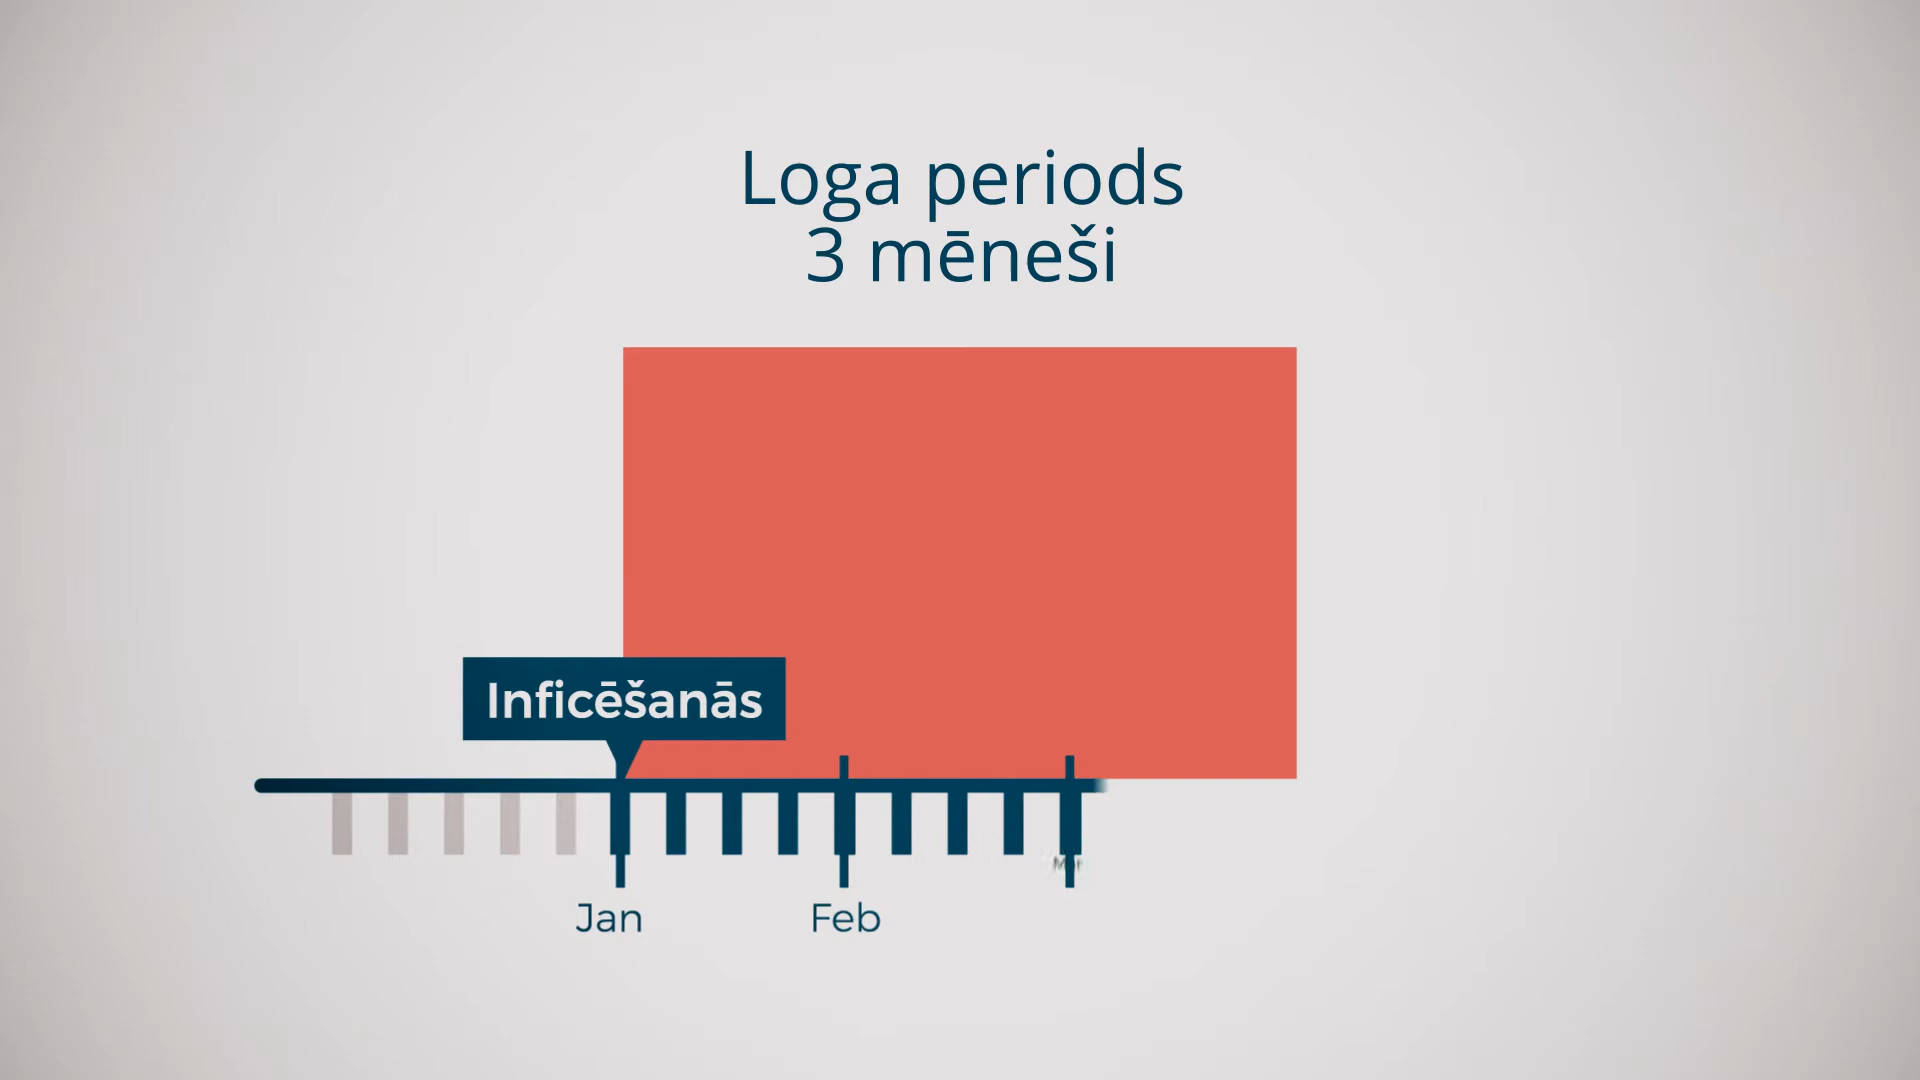 Loga periods
3 mēneši
Inficēšanās
Jan
Feb